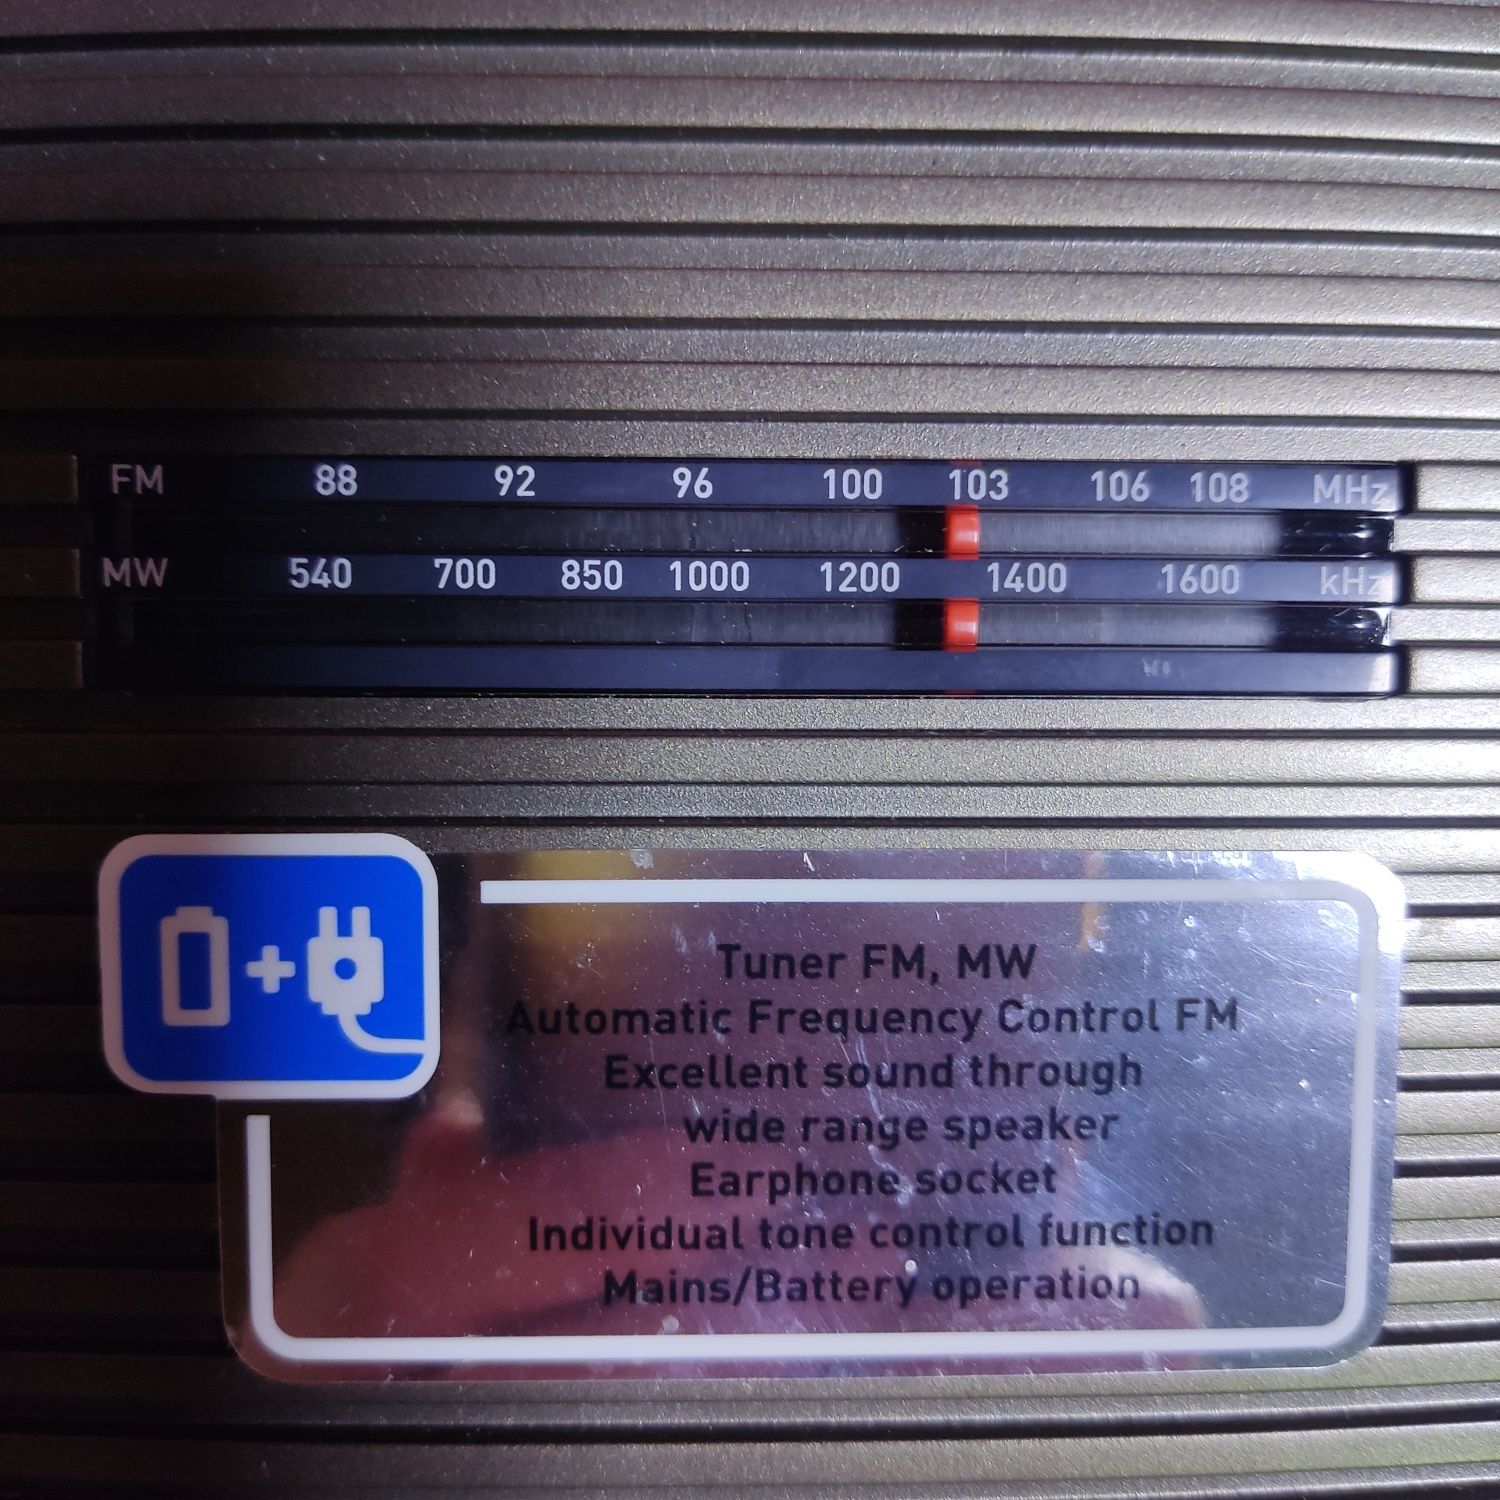 FM 88 92 96 100 103 106 108 MHz
MW 540 700 850 1000 1200 1400 1600 kHz
Tuner FM, MW
Automatic Frequency Control FM
Excellent sound through
wide range speaker
Earphone socket
Individual tone control function
Mains/Battery operation